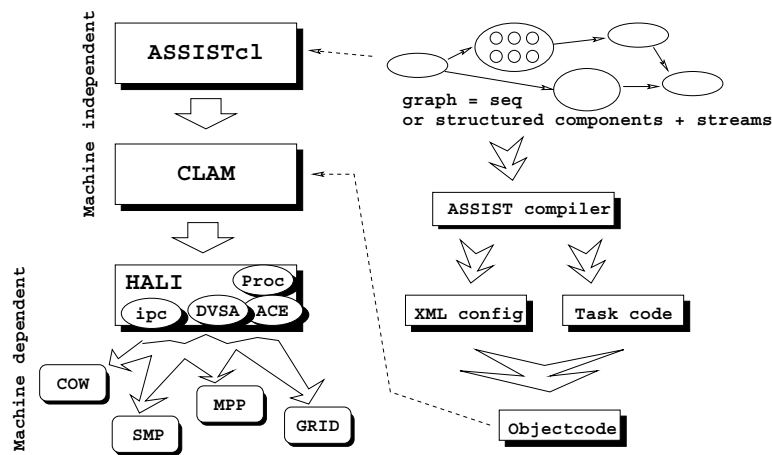 Machine independent
ASSISTcl
graph = seq
or structured components + streams
CLAM
ASSIST compiler
Machine dependent
HALI
Proc
ipc
DVSA
ACE
XML config
Task code
COW
SMP
MPP
GRID
Objectcode